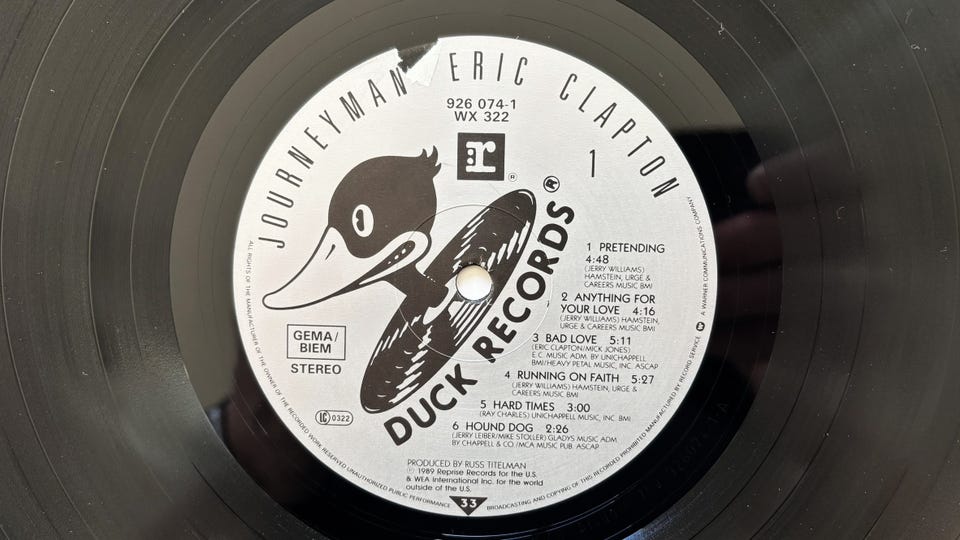 JOURNEYMAN ERIC CLAPTON
926 074-1
WX 322
r
®
1
DUCK RECORDS®
1 PRETENDING
4:48
(JERRY WILLIAMS)
HAMSTEIN, URGE &
CAREERS MUSIC BMI
2 ANYTHING FOR
YOUR LOVE 4:16
(JERRY WILLIAMS) HAMSTEIN,
URGE & CAREERS MUSIC BMI
3 BAD LOVE 5:11
(ERIC CLAPTON/MICK JONES)
E.C. MUSIC ADM. BY UNICHAPPELL
BMI/HEAVY PETAL MUSIC, INC. ASCAP
4 RUNNING ON FAITH 5:27
(JERRY WILLIAMS) HAMSTEIN, URGE &
CAREERS MUSIC BMI
5 HARD TIMES 3:00
(RAY CHARLES) UNICHAPPELL MUSIC, INC. BMI
6 HOUND DOG 2:26
(JERRY LEIBER/MIKE STOLLER) GLADYS MUSIC ADM
BY CHAPPELL & CO./MCA MUSIC PUB. ASCAP
GEMA/
BIEM
STEREO
LC 0322
PRODUCED BY RUSS TITELMAN
℗ 1989 Reprise Records for the U.S.
& WEA International Inc. for the world
outside of the U.S.
33
ALL RIGHTS OF THE MANUFACTURER OF THE OWNER OF THE RECORDED WORK RESERVED UNAUTHORIZED PUBLIC PERFORMANCE BROADCASTING AND COPYING OF THIS RECORD PROHIBITED MANUFACTURED BY RECORD SERVICE A WARNER COMMUNICATIONS COMPANY